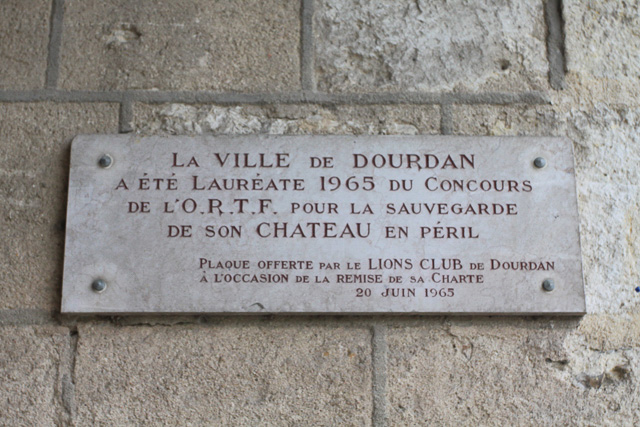 LA VILLE DE DOURDAN
A ÉTÉ LAURÉATE 1965 DU CONCOURS
DE L'O.R.T.F. POUR LA SAUVEGARDE
DE SON CHATEAU EN PÉRIL
PLAQUE OFFERTE PAR LE LIONS CLUB DE DOURDAN
À L'OCCASION DE LA REMISE DE SA CHARTE
20 JUIN 1965